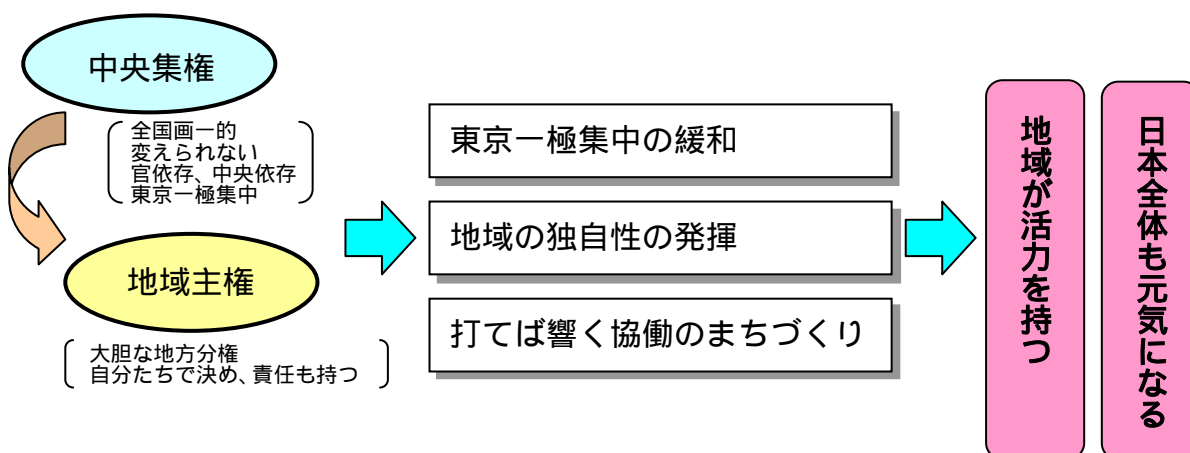 中央集権
全国画一的
変えられない
官依存、中央依存
東京一極集中
地域主権
大胆な地方分権
自分たちで決め、責任も持つ
東京一極集中の緩和
地域の独自性の発揮
打てば響く協働のまちづくり
地域が活力を持つ
日本全体も元気になる